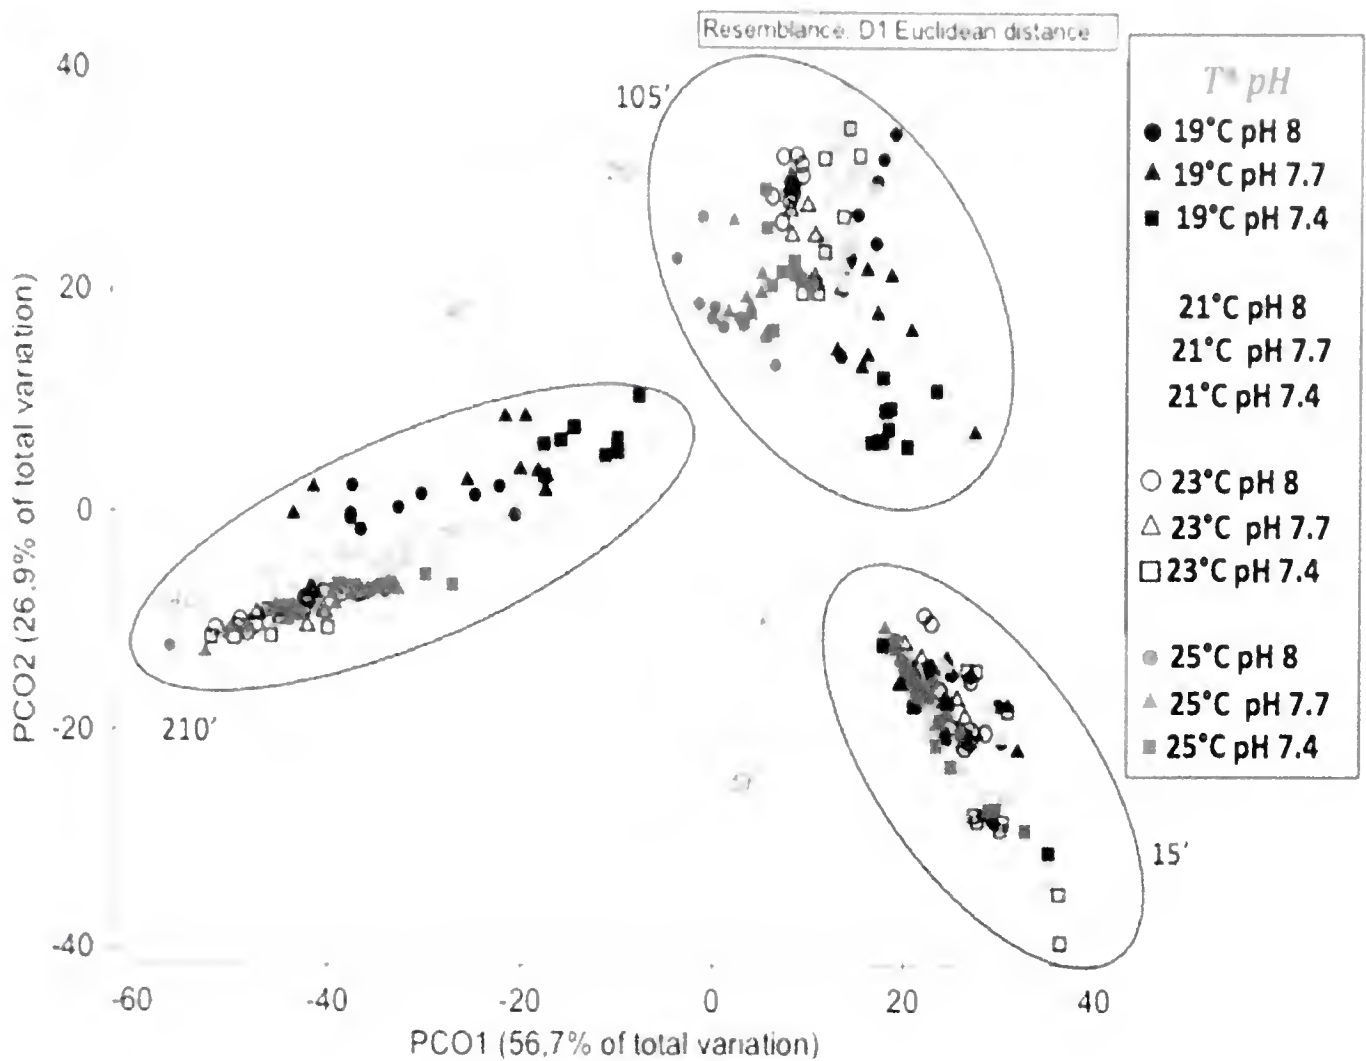 Resemblance: D1 Euclidean distance
40
20
0
-20
-40
PCO2 (26.9% of total variation)
105'
210'
15'
-60
-40
-20
0
20
40
PCO1 (56,7% of total variation)
T* pH
19°C pH 8
19°C pH 7.7
19°C pH 7.4
21°C pH 8
21°C pH 7.7
21°C pH 7.4
23°C pH 8
23°C pH 7.7
23°C pH 7.4
25°C pH 8
25°C pH 7.7
25°C pH 7.4